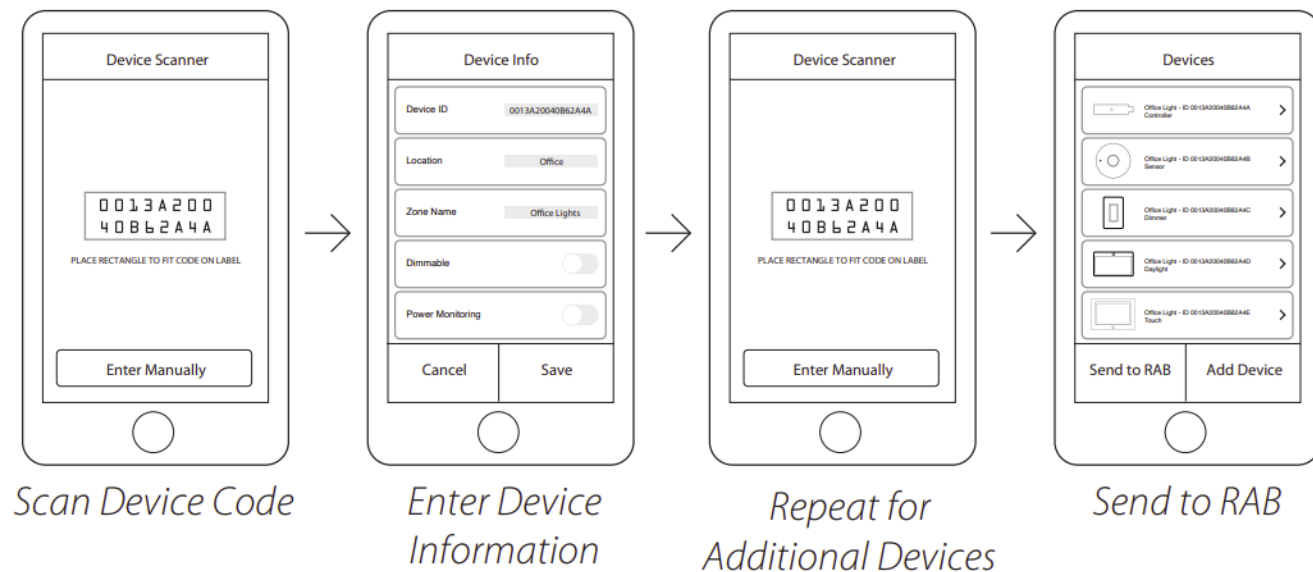 Device Scanner
0013A200
40B62A4A
PLACE RECTANGLE TO FIT CODE ON LABEL
Enter Manually
Scan Device Code
Device Info
Device ID 0013A20040B62A4A
Location Office
Zone Name Office Lights
Dimmable
Power Monitoring
Cancel Save
Enter Device
Information
Device Scanner
0013A200
40B62A4A
PLACE RECTANGLE TO FIT CODE ON LABEL
Enter Manually
Repeat for
Additional Devices
Devices
Office Light - ID 0013A20040B62A4A
Controller
Office Light - ID 0013A20040B62A4B
Sensor
Office Light - ID 0013A20040B62A4C
Dimmer
Office Light - ID 0013A20040B62A4D
Daylight
Office Light - ID 0013A20040B62A4E
Touch
Send to RAB Add Device
Send to RAB